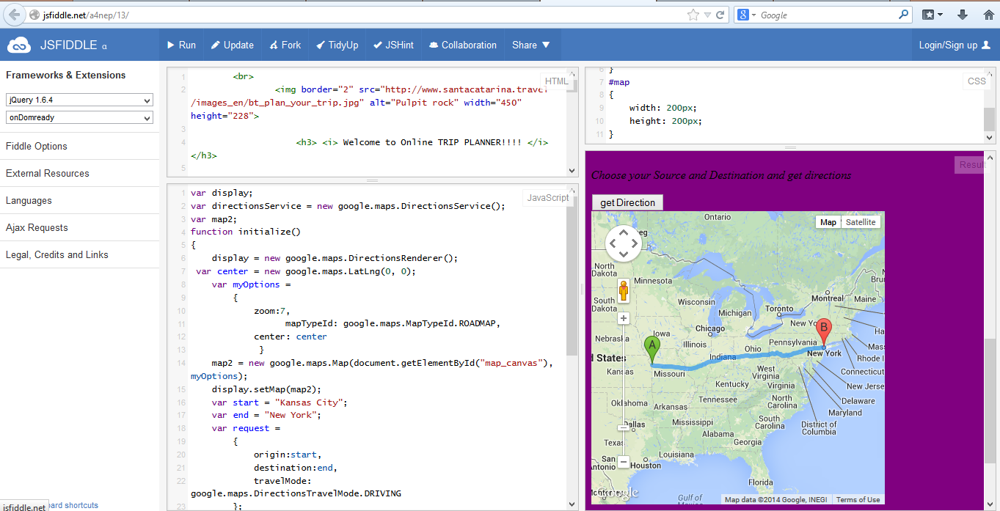 jsfiddle.net/a4nep/13/
Google
JSFIDDLE α
Run
Update
Fork
TidyUp
JSHint
Collaboration
Share
Login/Sign up
Frameworks & Extensions
jQuery 1.6.4
onDomready
Fiddle Options
External Resources
Languages
Ajax Requests
Legal, Credits and Links
jsfiddle.net
oard shortcuts
HTML
1 <br>
2 <img border="2" src="http://www.santacatarina.travel
/images_en/bt_plan_your_trip.jpg" alt="Pulpit rock" width="450"
height="228">
3
4 <h3> <i> Welcome to Online TRIP PLANNER!!!! </i>
</h3>
5
JavaScript
1 var display;
2 var directionsService = new google.maps.DirectionsService();
3 var map2;
4 function initialize()
5 {
6 display = new google.maps.DirectionsRenderer();
7 var center = new google.maps.LatLng(0, 0);
8 var myOptions =
9 {
10 zoom:7,
11 mapTypeId: google.maps.MapTypeId.ROADMAP,
12 center: center
13 }
14 map2 = new google.maps.Map(document.getElementById("map_canvas"),
myOptions);
15 display.setMap(map2);
16 var start = "Kansas City";
17 var end = "New York";
18 var request =
19 {
20 origin:start,
21 destination:end,
22 travelMode:
google.maps.DirectionsTravelMode.DRIVING
23 };
CSS
6 }
7 #map
8 {
9 width: 200px;
10 height: 200px;
11 }
Result
Choose your Source and Destination and get directions
get Direction
Map
Satellite
Ontario
eg
North
Dakota
Minnesota
South
Dakota
Wisconsin
Michigan
Toronto
Montreal
Maine
Bru
New Yo
Chicago
Iowa
Nebraska
Illinois
Indiana
Ohio
Pennsylvania
New York
A
B
Ha
Mass
Rhode I
Connecticut
New Jerse
Delaware
Maryland
District of
Columbia
d States
Kansas
Missouri
West
Virginia
Virginia
Kentucky
Oklahoma
Arkansas
Tennessee
North
Carolina
South
Carolina
Dallas
Mississippi
Alabama
Georgia
Texas
Louisiana
San
Antonio
Houston
Florida
Monterrey
Google
Gulf of
Map data ©2014 Google, INEGI
Terms of Use